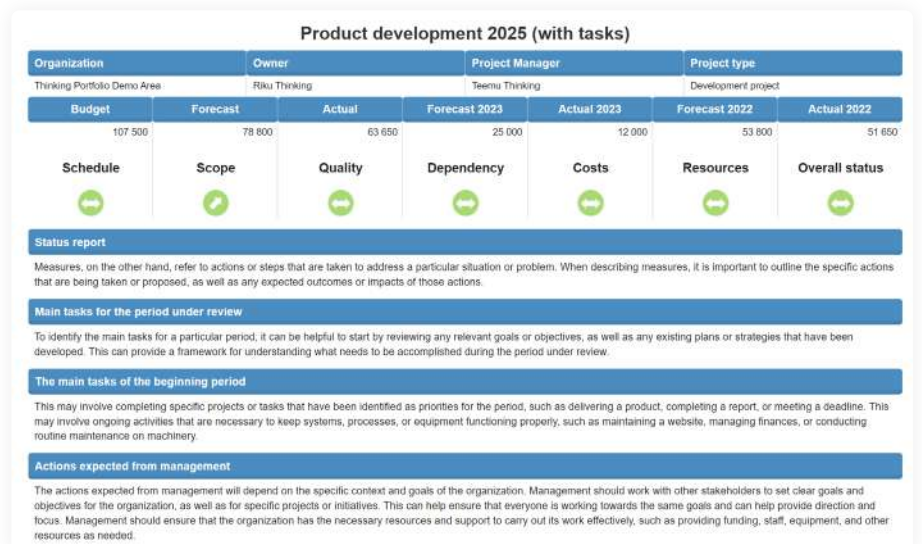 Product development 2025 (with tasks)
Organization Owner Project Manager Project type
Thinking Portfolio Demo Area Riku Thinking Teemu Thinking Development project
Budget Forecast Actual Forecast 2023 Actual 2023 Forecast 2022 Actual 2022
107 500 78 800 63 650 25 000 12 000 53 800 51 650
Schedule Scope Quality Dependency Costs Resources Overall status
Status report
Measures, on the other hand, refer to actions or steps that are taken to address a particular situation or problem. When describing measures, it is important to outline the specific actions
that are being taken or proposed, as well as any expected outcomes or impacts of those actions.
Main tasks for the period under review
To identify the main tasks for a particular period, it can be helpful to start by reviewing any relevant goals or objectives, as well as any existing plans or strategies that have been
developed. This can provide a framework for understanding what needs to be accomplished during the period under review.
The main tasks of the beginning period
This may involve completing specific projects or tasks that have been identified as priorities for the period, such as delivering a product, completing a report, or meeting a deadline. This
may involve ongoing activities that are necessary to keep systems, processes, or equipment functioning properly, such as maintaining a website, managing finances, or conducting
routine maintenance on machinery.
Actions expected from management
The actions expected from management will depend on the specific context and goals of the organization. Management should work with other stakeholders to set clear goals and
objectives for the organization, as well as for specific projects or initiatives. This can help ensure that everyone is working towards the same goals and can help provide direction and
focus. Management should ensure that the organization has the necessary resources and support to carry out its work effectively, such as providing funding, staff, equipment, and other
resources as needed.